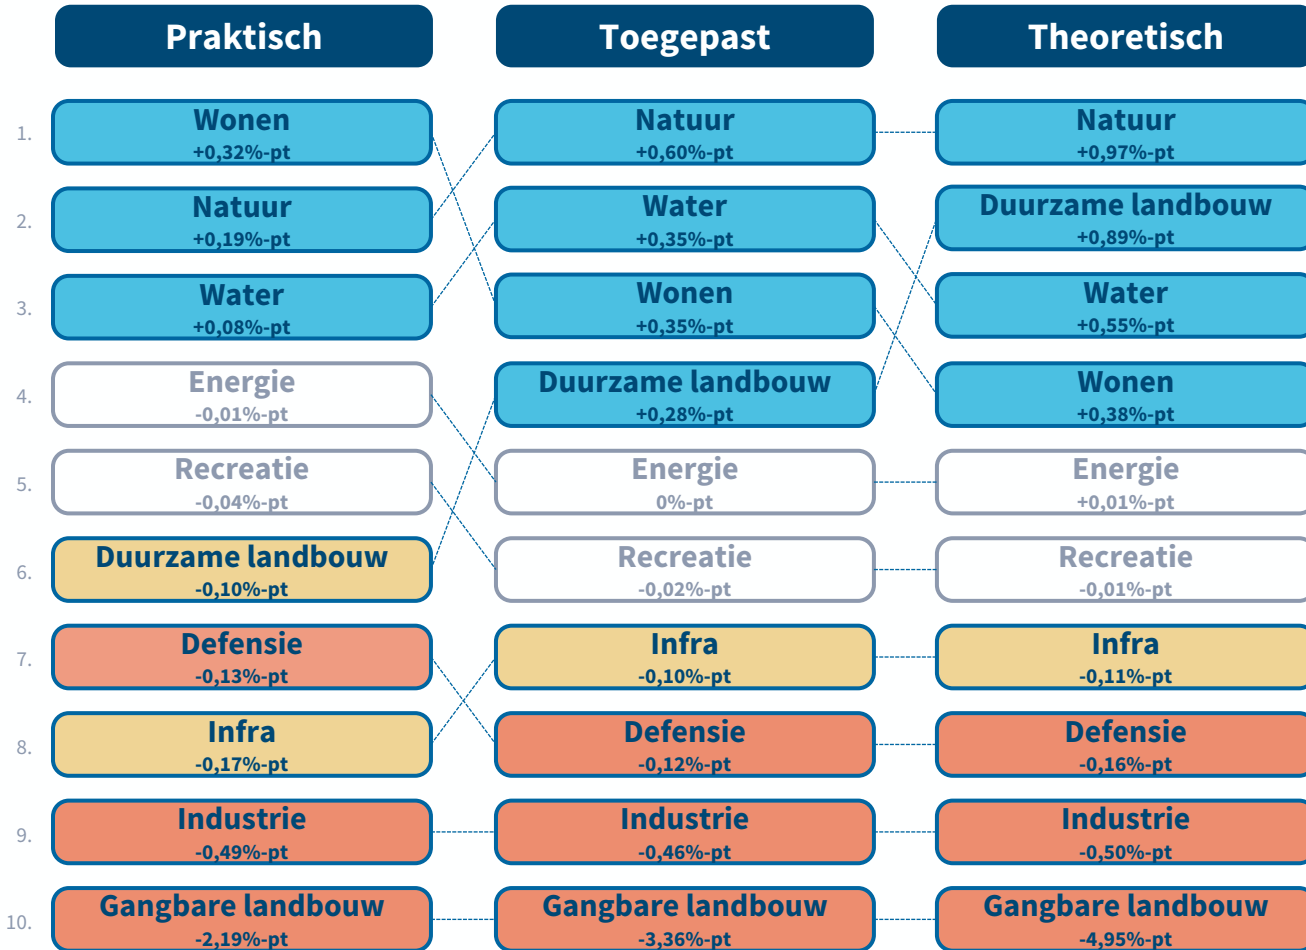 Praktisch
Toegepast
Theoretisch
1.
Wonen
+0,32%-pt
Natuur
+0,60%-pt
Natuur
+0,97%-pt
2.
Natuur
+0,19%-pt
Water
+0,35%-pt
Duurzame landbouw
+0,89%-pt
3.
Water
+0,08%-pt
Wonen
+0,35%-pt
Water
+0,55%-pt
4.
Energie
-0,01%-pt
Duurzame landbouw
+0,28%-pt
Wonen
+0,38%-pt
5.
Recreatie
-0,04%-pt
Energie
0%-pt
Energie
+0,01%-pt
6.
Duurzame landbouw
-0,10%-pt
Recreatie
-0,02%-pt
Recreatie
-0,01%-pt
7.
Defensie
-0,13%-pt
Infra
-0,10%-pt
Infra
-0,11%-pt
8.
Infra
-0,17%-pt
Defensie
-0,12%-pt
Defensie
-0,16%-pt
9.
Industrie
-0,49%-pt
Industrie
-0,46%-pt
Industrie
-0,50%-pt
10.
Gangbare landbouw
-2,19%-pt
Gangbare landbouw
-3,36%-pt
Gangbare landbouw
-4,95%-pt